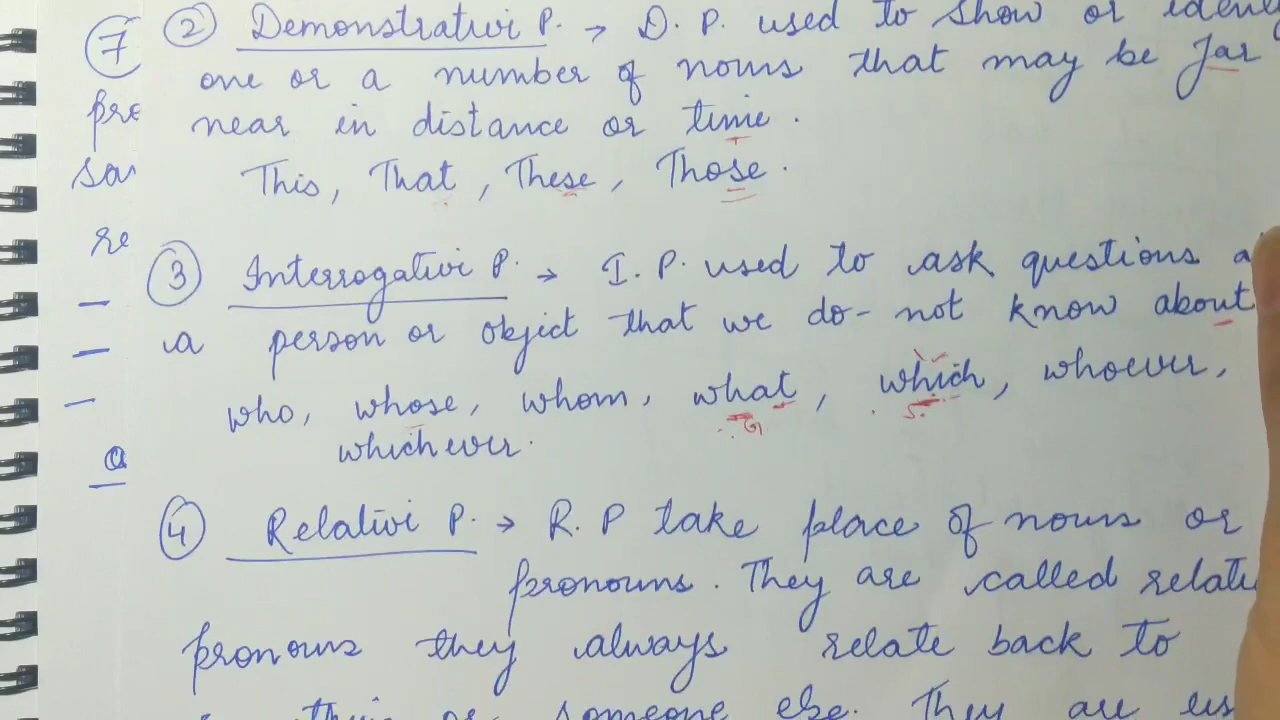 ② Demonstrative P. → D. P. used to show or
one or a number of nouns that may be far
near in distance or time.
This, That, These, Those.
③ Interrogative P. → I. P. used to ask questions
a person or object that we do-not know about
who, whose, whom, what, which, whoever,
whichever.
④ Relative P. → R. P take place of nouns or
pronouns. They are called
pronouns they always relate back to
or someone else. They are
⑦